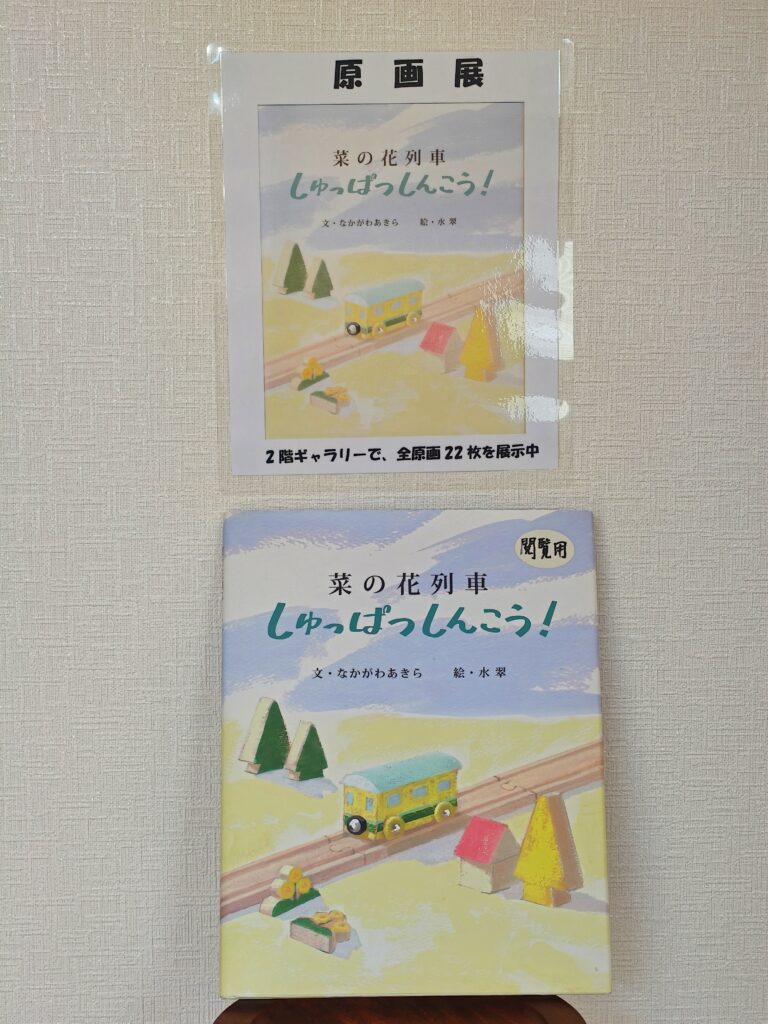 原画展
菜の花列車
しゅっぱつしんこう!
文・なかがわあきら 絵・水翠
2階ギャラリーで、全原画22枚を展示中
閲覧用
菜の花列車
しゅっぱつしんこう!
文・なかがわあきら 絵・水翠